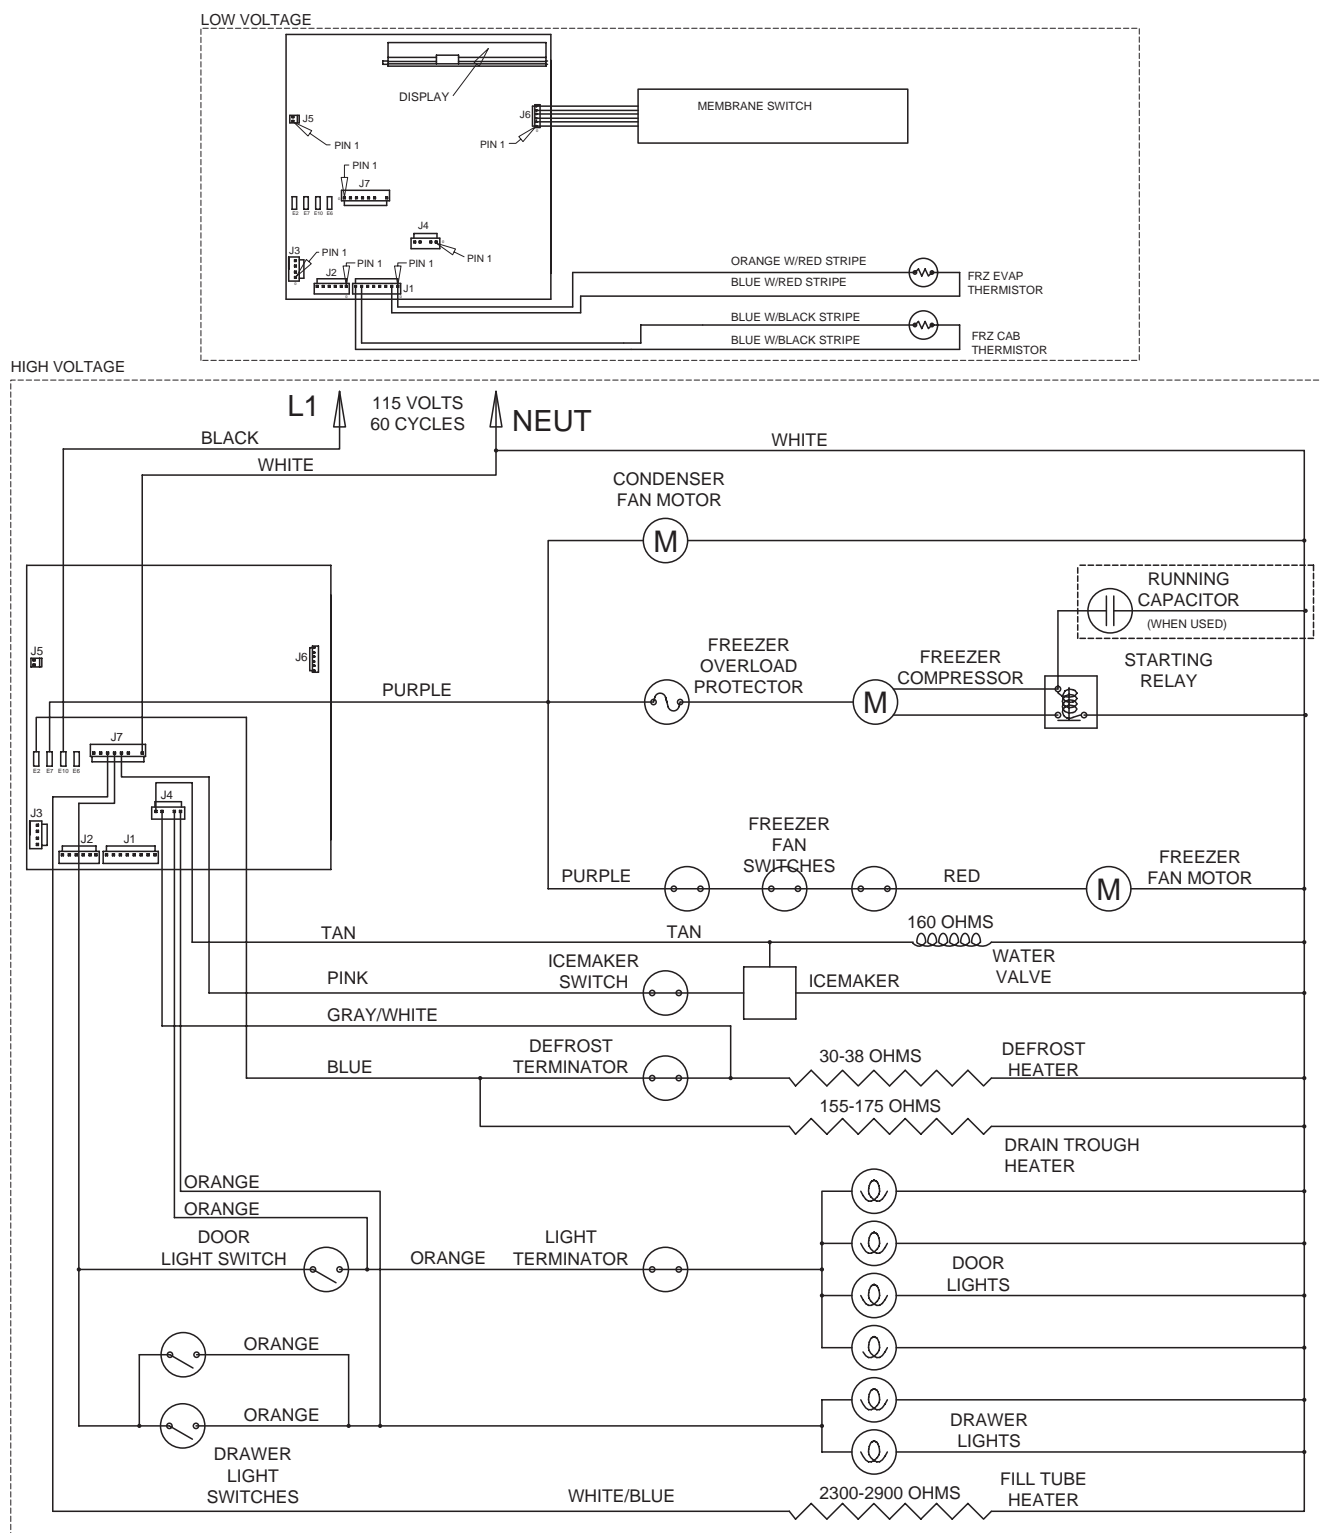 LOW VOLTAGE
DISPLAY
MEMBRANE SWITCH
J6
J5
PIN 1
PIN 1
PIN 1
J7
E2 E7 E10 E6
J4
J3
PIN 1
PIN 1
J2
PIN 1
PIN 1
J1
ORANGE W/RED STRIPE
BLUE W/RED STRIPE
FRZ EVAP
THERMISTOR
BLUE W/BLACK STRIPE
BLUE W/BLACK STRIPE
FRZ CAB
THERMISTOR
HIGH VOLTAGE
L1
115 VOLTS
60 CYCLES
NEUT
BLACK
WHITE
WHITE
CONDENSER
FAN MOTOR
M
RUNNING
CAPACITOR
(WHEN USED)
J5
J6
FREEZER
OVERLOAD
PROTECTOR
FREEZER
COMPRESSOR
STARTING
RELAY
PURPLE
M
J7
E2 E7 E10 E6
J4
J3
J2
J1
FREEZER
FAN
SWITCHES
FREEZER
FAN MOTOR
PURPLE
RED
M
160 OHMS
TAN
TAN
WATER
VALVE
ICEMAKER
SWITCH
PINK
ICEMAKER
GRAY/WHITE
DEFROST
TERMINATOR
BLUE
30-38 OHMS
DEFROST
HEATER
155-175 OHMS
DRAIN TROUGH
HEATER
ORANGE
ORANGE
DOOR
LIGHT SWITCH
ORANGE
LIGHT
TERMINATOR
DOOR
LIGHTS
ORANGE
ORANGE
DRAWER
LIGHT
SWITCHES
DRAWER
LIGHTS
WHITE/BLUE
2300-2900 OHMS
FILL TUBE
HEATER